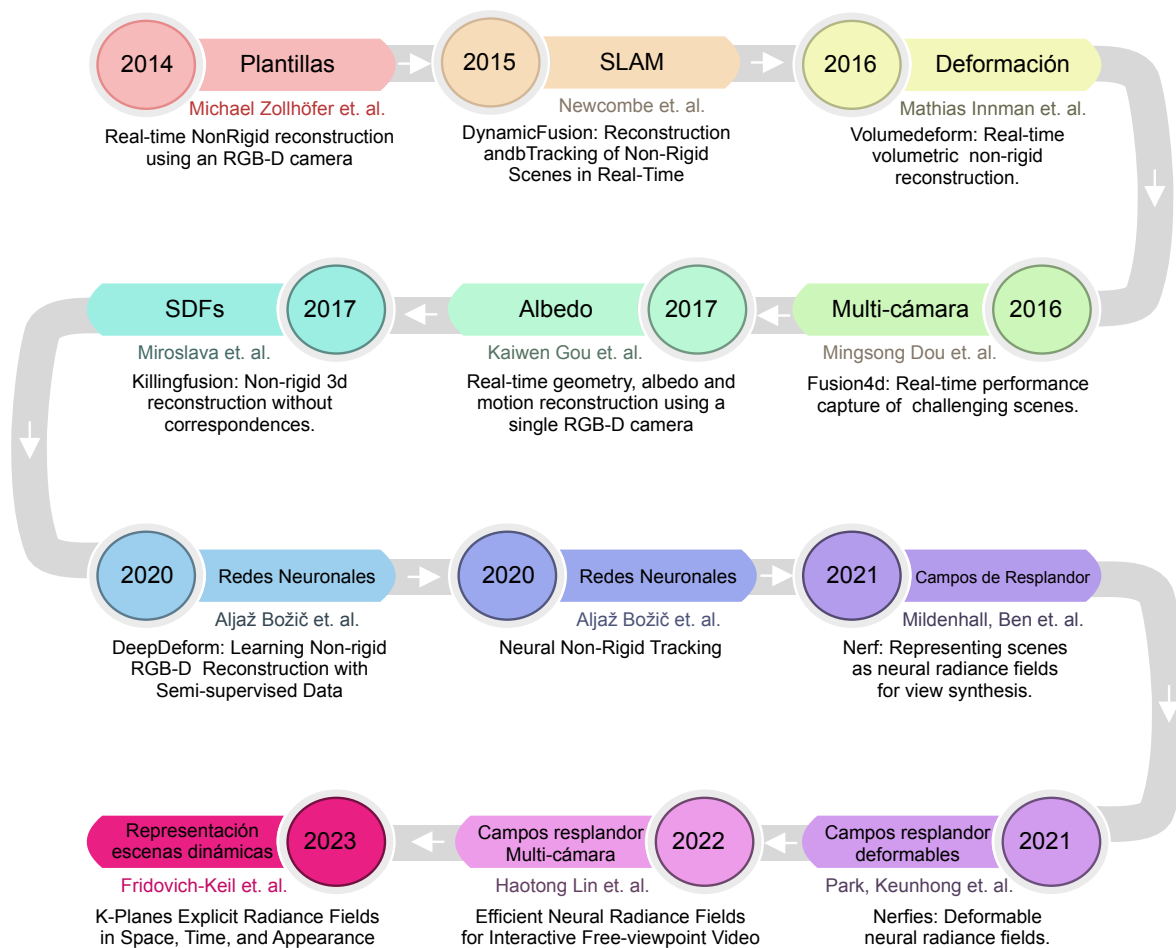 2014
Plantillas
Michael Zollhöfer et. al.
Real-time NonRigid reconstruction
using an RGB-D camera
2015
SLAM
Newcombe et. al.
DynamicFusion: Reconstruction
andbTracking of Non-Rigid
Scenes in Real-Time
2016
Deformación
Mathias Innman et. al.
Volumedeform: Real-time
volumetric non-rigid
reconstruction.
Multi-cámara
2016
Mingsong Dou et. al.
Fusion4d: Real-time performance
capture of challenging scenes.
Albedo
2017
Kaiwen Gou et. al.
Real-time geometry, albedo and
motion reconstruction using a
single RGB-D camera
SDFs
2017
Miroslava et. al.
Killingfusion: Non-rigid 3d
reconstruction without
correspondences.
2020
Redes Neuronales
Aljaž Božič et. al.
DeepDeform: Learning Non-rigid
RGB-D Reconstruction with
Semi-supervised Data
2020
Redes Neuronales
Aljaž Božič et. al.
Neural Non-Rigid Tracking
2021
Campos de Resplandor
Mildenhall, Ben et. al.
Nerf: Representing scenes
as neural radiance fields
for view synthesis.
Campos resplandor
deformables
2021
Park, Keunhong et. al.
Nerfies: Deformable
neural radiance fields.
Campos resplandor
Multi-cámara
2022
Haotong Lin et. al.
Efficient Neural Radiance Fields
for Interactive Free-viewpoint Video
Representación
escenas dinámicas
2023
Fridovich-Keil et. al.
K-Planes Explicit Radiance Fields
in Space, Time, and Appearance